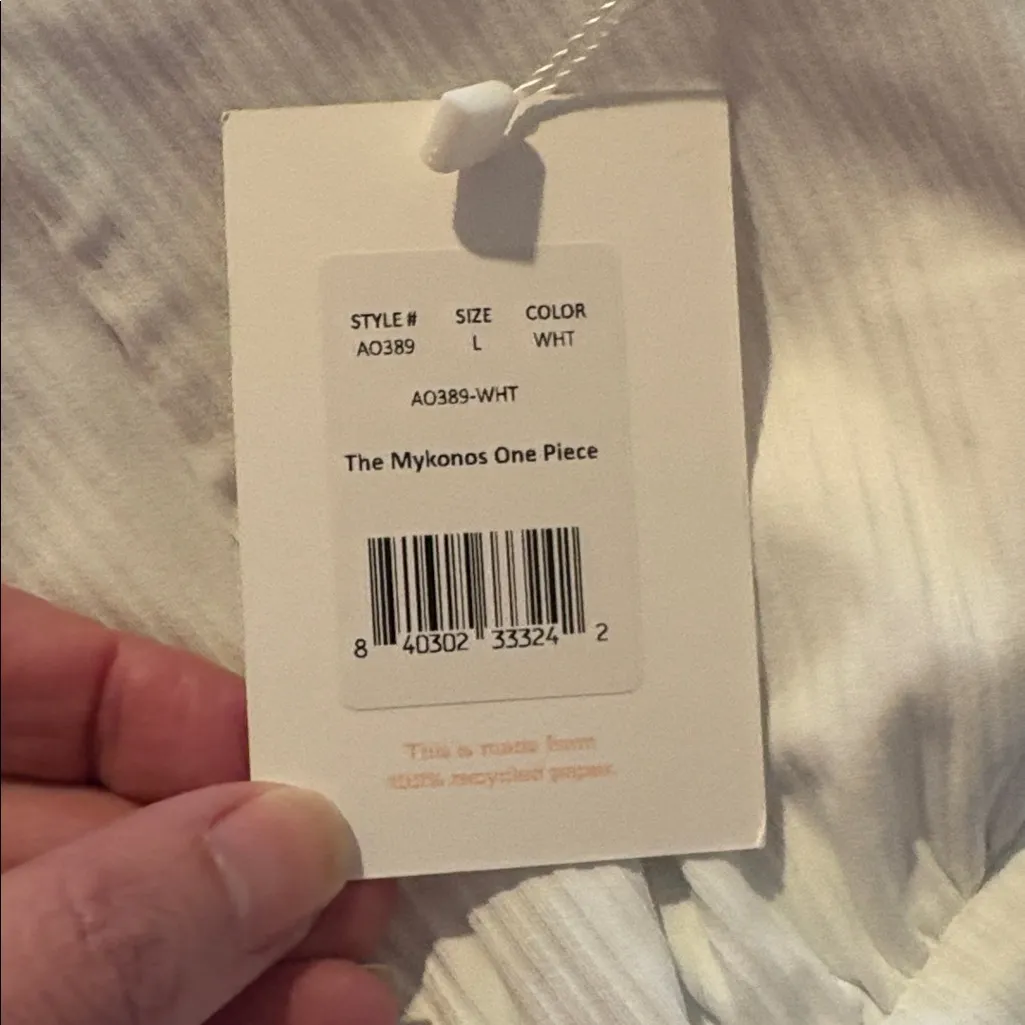 STYLE # SIZE COLOR
AO389 L WHT
AO389-WHT
The Mykonos One Piece
8 40302 33324 2
This is made from
100% recycled paper.